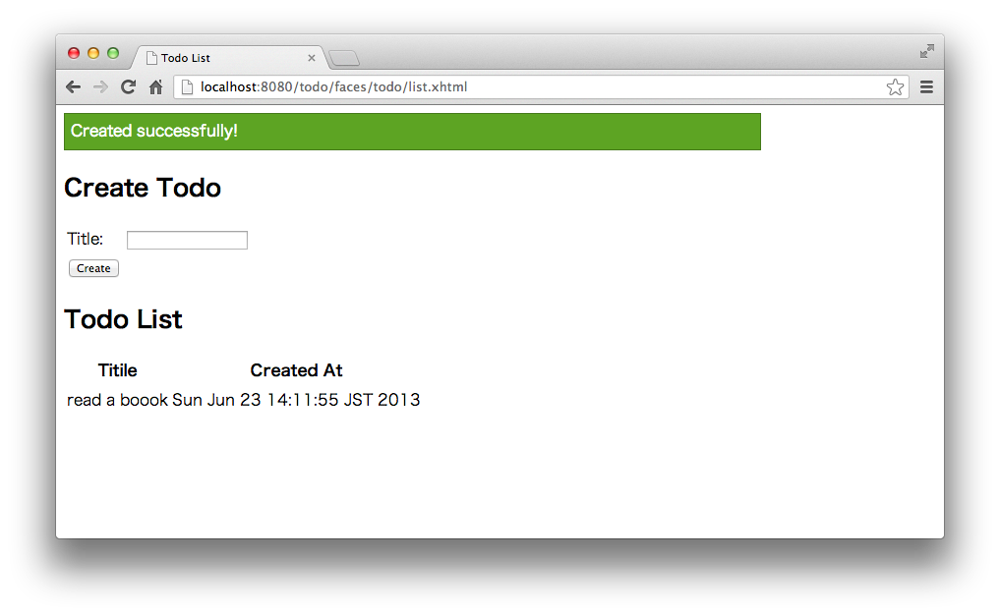 Todo List
localhost:8080/todo/faces/todo/list.xhtml
Created successfully!
Create Todo
Title:
Create
Todo List
Titile Created At
read a boook Sun Jun 23 14:11:55 JST 2013